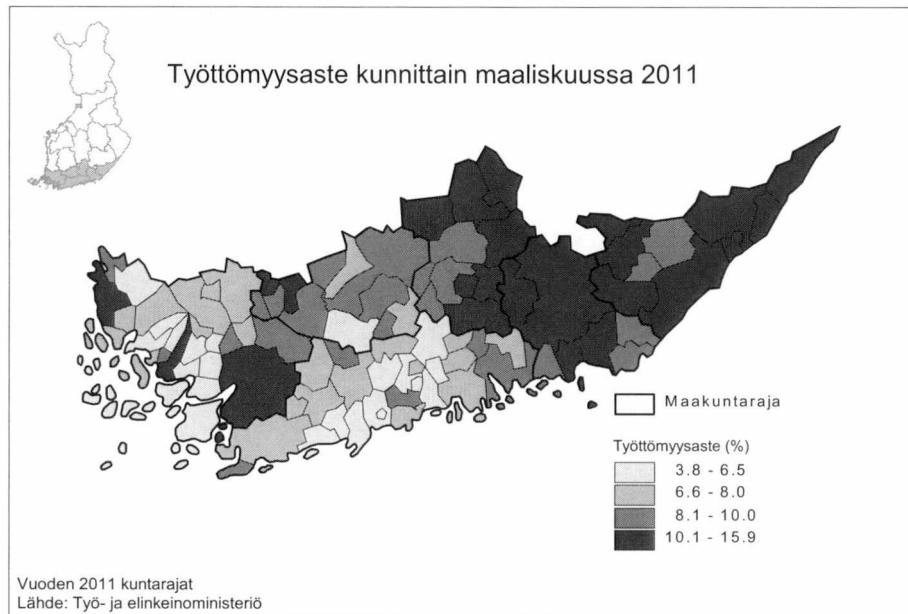 Työttömyysaste kunnittain maaliskuussa 2011
Maakuntaraja
Työttömyysaste (%)
3.8 - 6.5
6.6 - 8.0
8.1 - 10.0
10.1 - 15.9
Vuoden 2011 kuntarajat
Lähde: Työ- ja elinkeinoministeriö